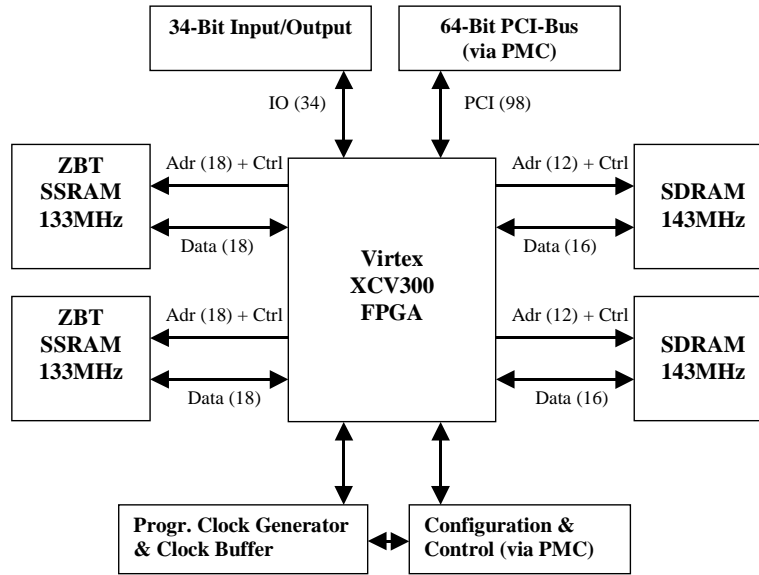 34-Bit Input/Output
64-Bit PCI-Bus
(via PMC)
IO (34)
PCI (98)
ZBT
SSRAM
133MHz
Adr (18) + Ctrl
Data (18)
Virtex
XCV300
FPGA
Adr (12) + Ctrl
Data (16)
SDRAM
143MHz
ZBT
SSRAM
133MHz
Adr (18) + Ctrl
Data (18)
Adr (12) + Ctrl
Data (16)
SDRAM
143MHz
Progr. Clock Generator
& Clock Buffer
Configuration &
Control (via PMC)